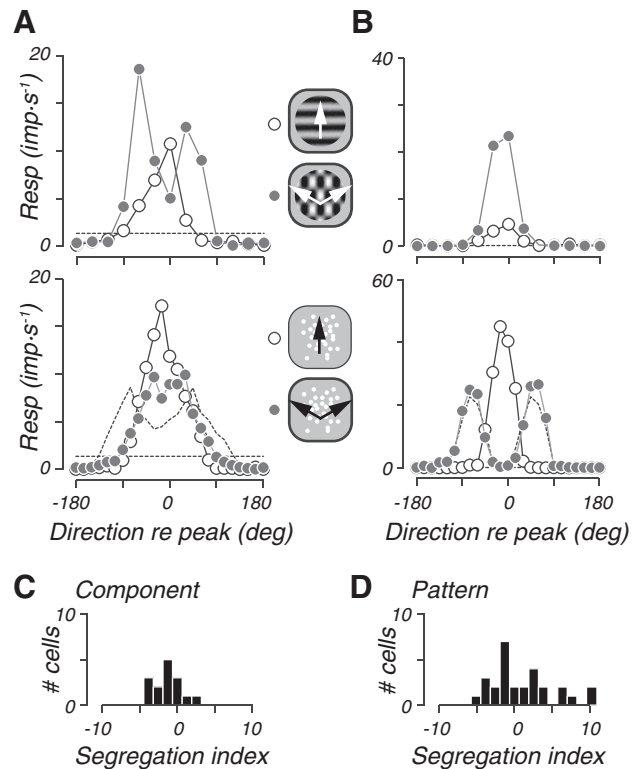 A
B
20
Resp (imp·s⁻¹)
0
40
0
20
Resp (imp·s⁻¹)
0
-180
0
180
Direction re peak (deg)
60
0
-180
0
180
Direction re peak (deg)
C
Component
10
# cells
0
-10
0
10
Segregation index
D
Pattern
10
# cells
0
-10
0
10
Segregation index